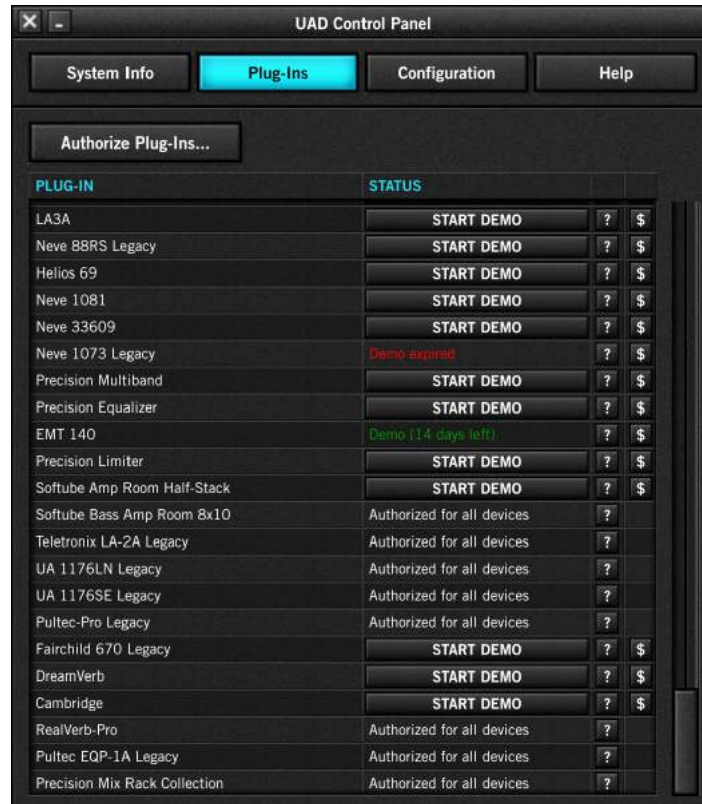 UAD Control Panel
System Info Plug-Ins Configuration Help
Authorize Plug-Ins...
PLUG-IN STATUS
LA3A START DEMO ? $
Neve 88RS Legacy START DEMO ? $
Helios 69 START DEMO ? $
Neve 1081 START DEMO ? $
Neve 33609 START DEMO ? $
Neve 1073 Legacy Demo expired ? $
Precision Multiband START DEMO ? $
Precision Equalizer START DEMO ? $
EMT 140 Demo (14 days left) ? $
Precision Limiter START DEMO ? $
Softube Amp Room Half-Stack START DEMO ? $
Softube Bass Amp Room 8x10 Authorized for all devices ?
Teletronix LA-2A Legacy Authorized for all devices ?
UA 1176LN Legacy Authorized for all devices ?
UA 1176SE Legacy Authorized for all devices ?
Pultec-Pro Legacy Authorized for all devices ?
Fairchild 670 Legacy START DEMO ? $
DreamVerb START DEMO ? $
Cambridge START DEMO ? $
RealVerb-Pro Authorized for all devices ?
Pultec EQP-1A Legacy Authorized for all devices ?
Precision Mix Rack Collection Authorized for all devices ?